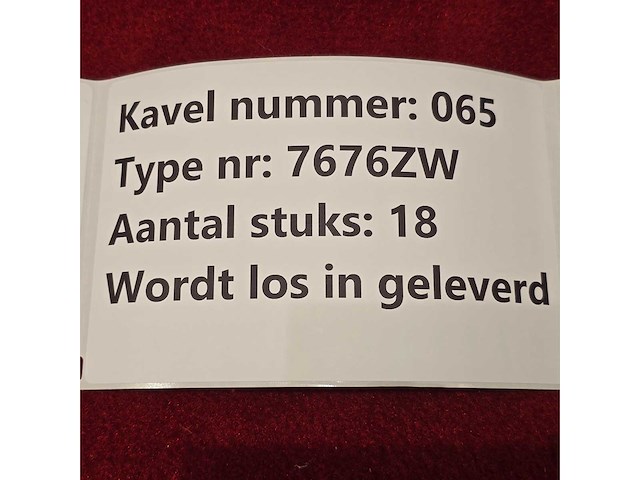 Kavel nummer: 065
Type nr: 7676ZW
Aantal stuks: 18
Wordt los in geleverd